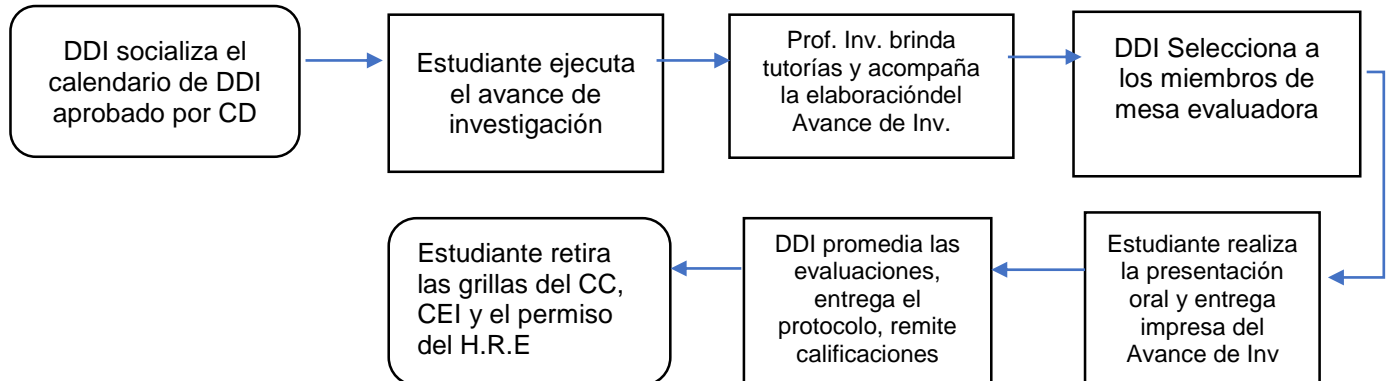 DDI socializa el
calendario de DDI
aprobado por CD
Estudiante ejecuta
el avance de
investigación
Prof. Inv. brinda
tutorías y acompaña
la elaboracióndel
Avance de Inv.
DDI Selecciona a
los miembros de
mesa evaluadora
Estudiante realiza
la presentación
oral y entrega
impresa del
Avance de Inv
DDI promedia las
evaluaciones,
entrega el
protocolo, remite
calificaciones
Estudiante retira
las grillas del CC,
CEI y el permiso
del H.R.E